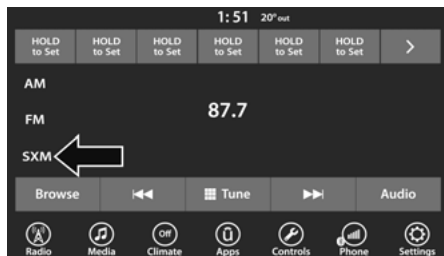 1:51 20° out
HOLD to Set HOLD to Set HOLD to Set HOLD to Set HOLD to Set HOLD to Set
AM
87.7
FM
SXM
Browse Tune Audio
Off
Radio Media Climate Apps Controls Phone Settings